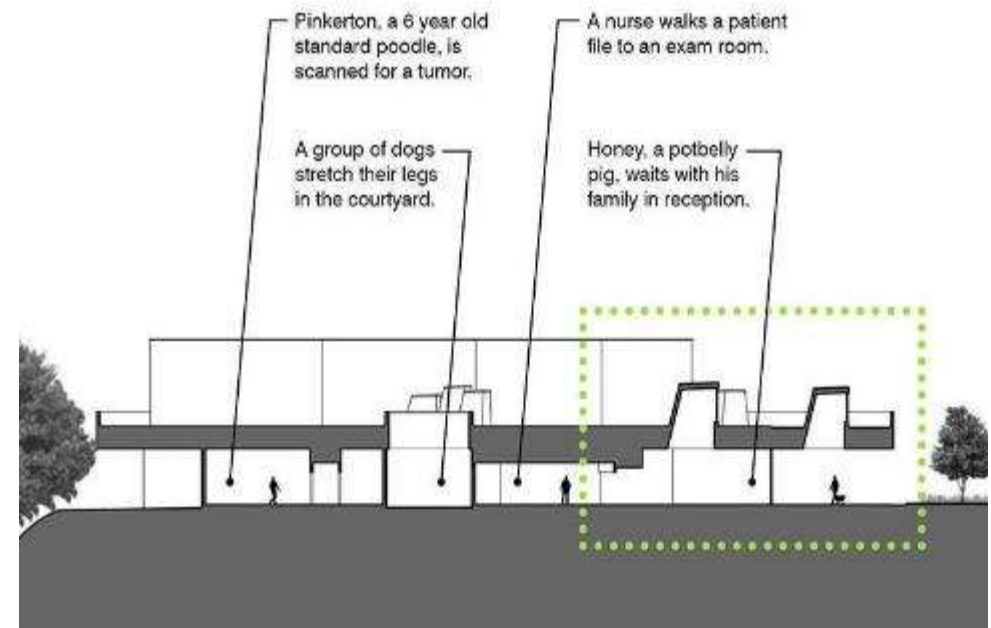 Pinkerton, a 6 year old
standard poodle, is
scanned for a tumor.
A nurse walks a patient
file to an exam room.
A group of dogs
stretch their legs
in the courtyard.
Honey, a potbelly
pig, waits with his
family in reception.